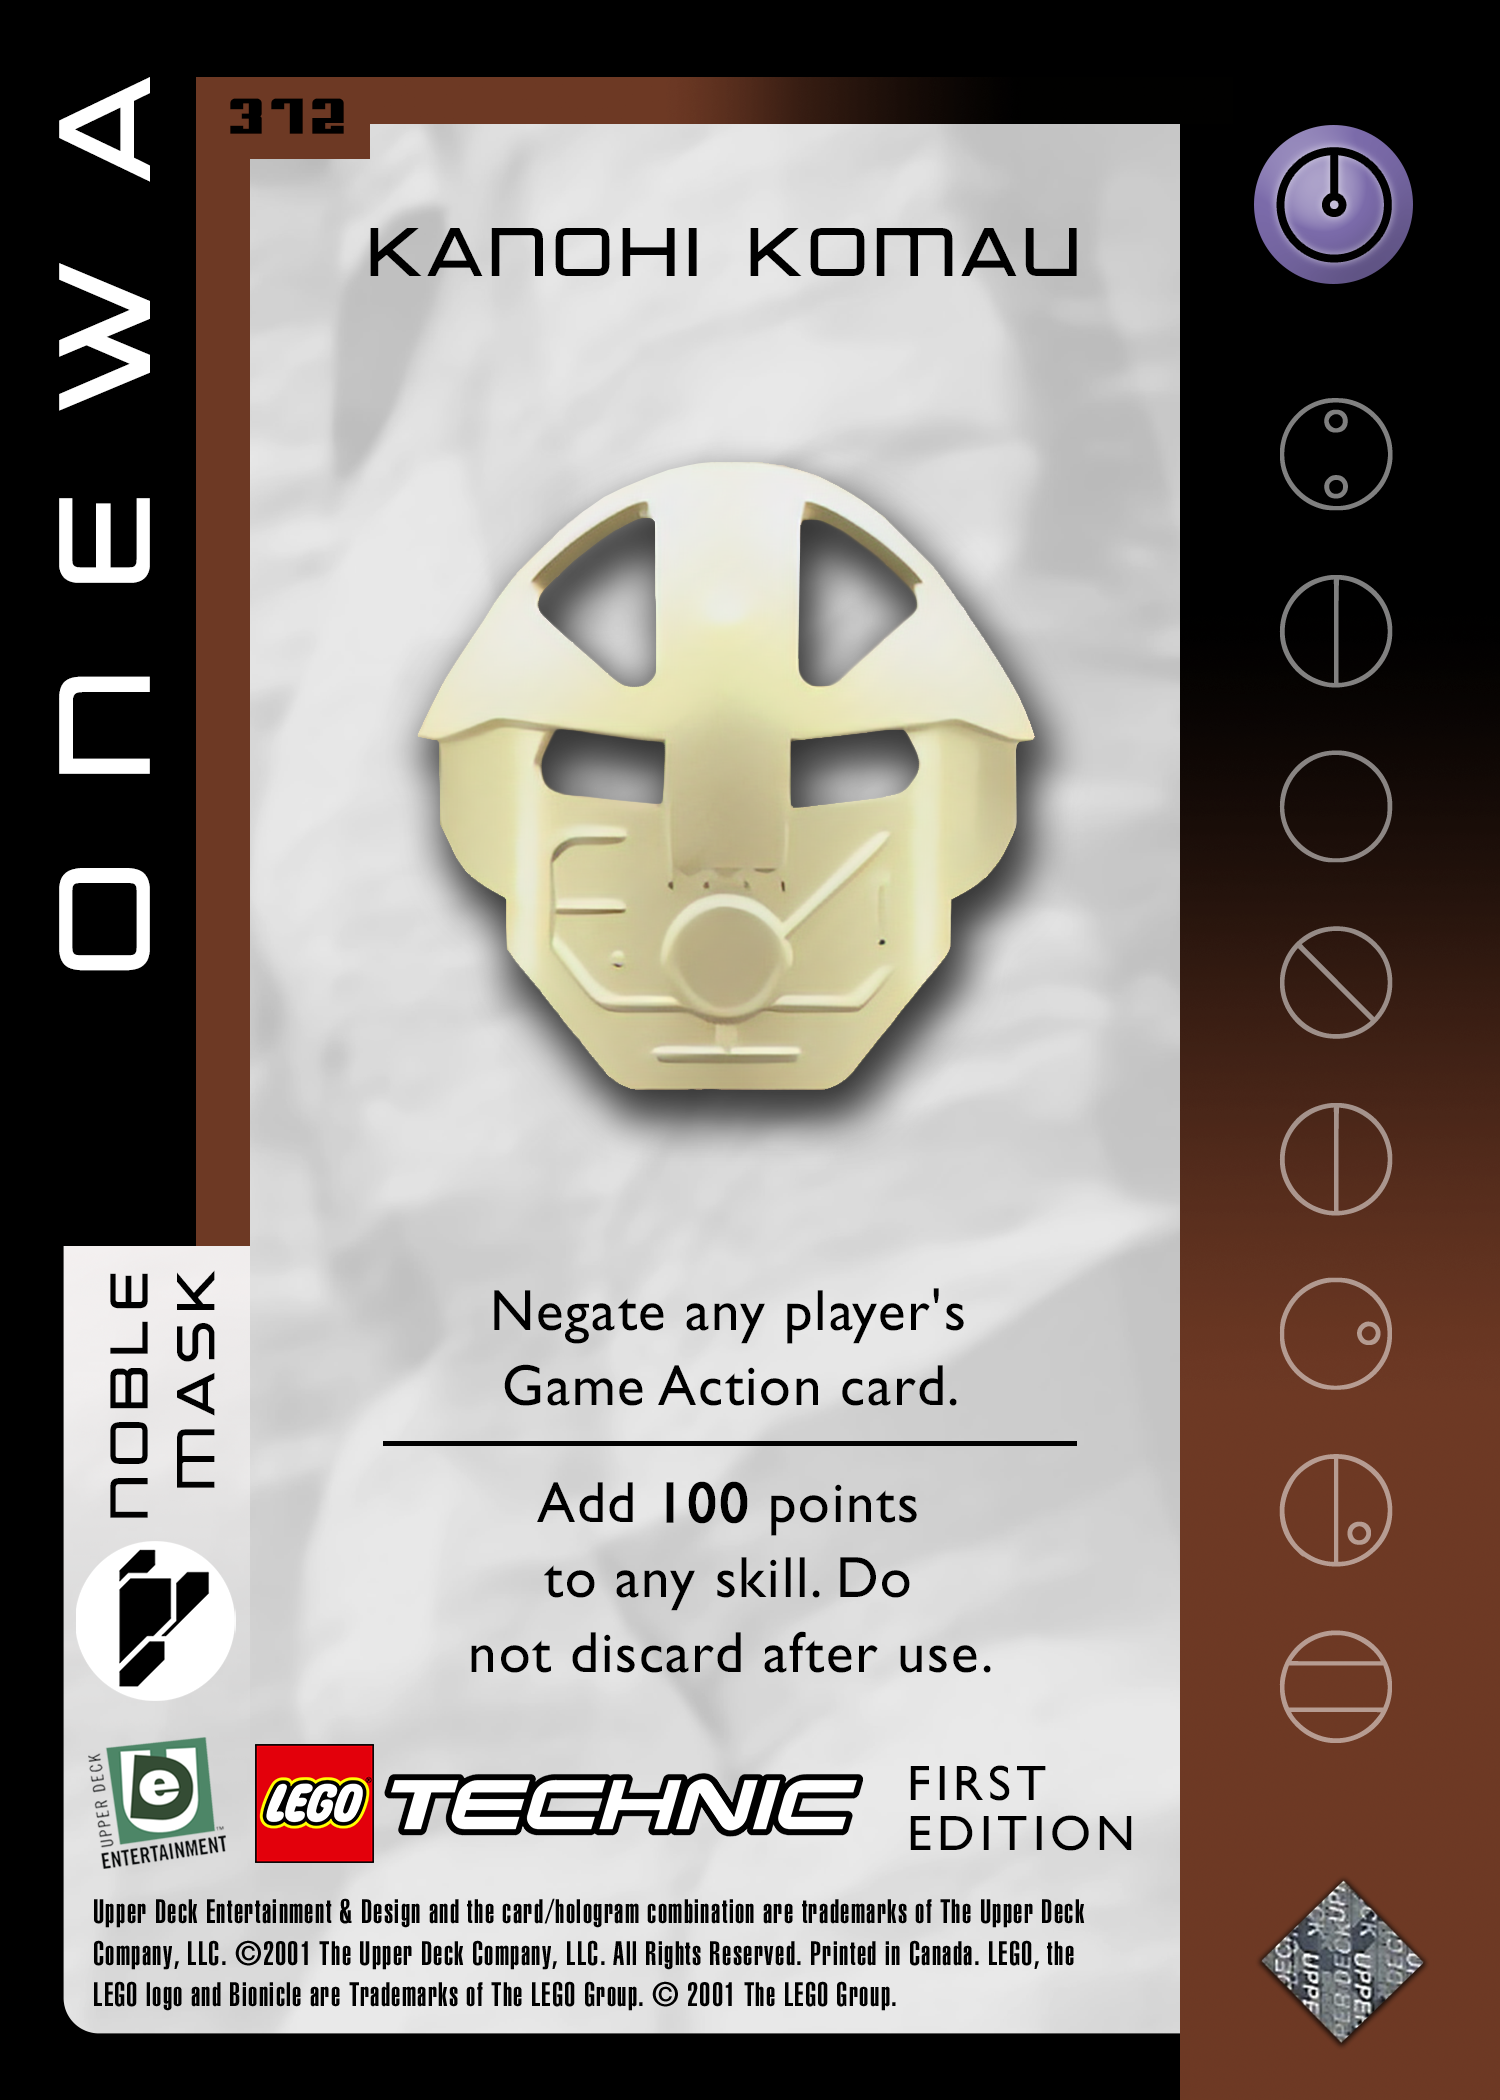 372
ONEWA
KANOHI KOMAU
Negate any player's
Game Action card.
Add 100 points
to any skill. Do
not discard after use.
NOBLE
MASK
UPPER DECK
e
ENTERTAINMENT
™
LEGO
TECHNIC
FIRST
EDITION
Upper Deck Entertainment & Design and the card/hologram combination are trademarks of The Upper Deck
Company, LLC. ©2001 The Upper Deck Company, LLC. All Rights Reserved. Printed in Canada. LEGO, the
LEGO logo and Bionicle are Trademarks of The LEGO Group. © 2001 The LEGO Group.